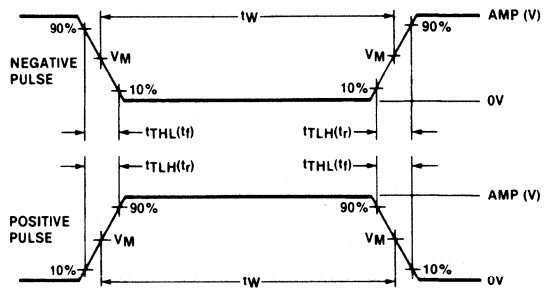 90% tW 90% AMP (V)
NEGATIVE PULSE VM VM
10% 10%
0V
tTHL(tf) tTLH(tr)
tTLH(tr) tTHL(tf)
AMP (V)
90% 90%
POSITIVE PULSE VM VM
10% 10%
tW 0V